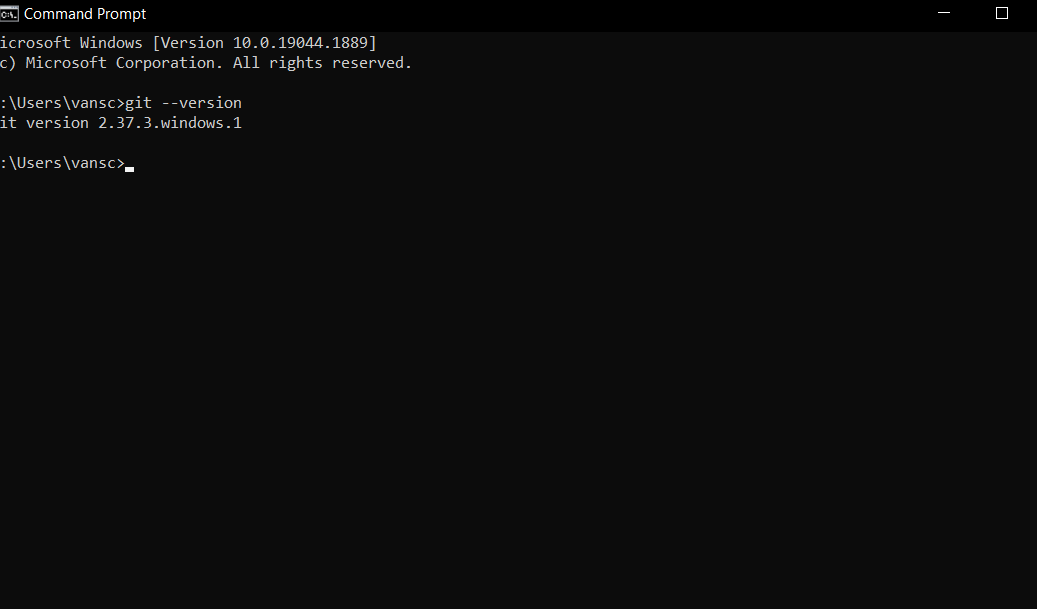 Command Prompt
icrosoft Windows [Version 10.0.19044.1889]
c) Microsoft Corporation. All rights reserved.
:\Users\vansc>git --version
it version 2.37.3.windows.1
:\Users\vansc>